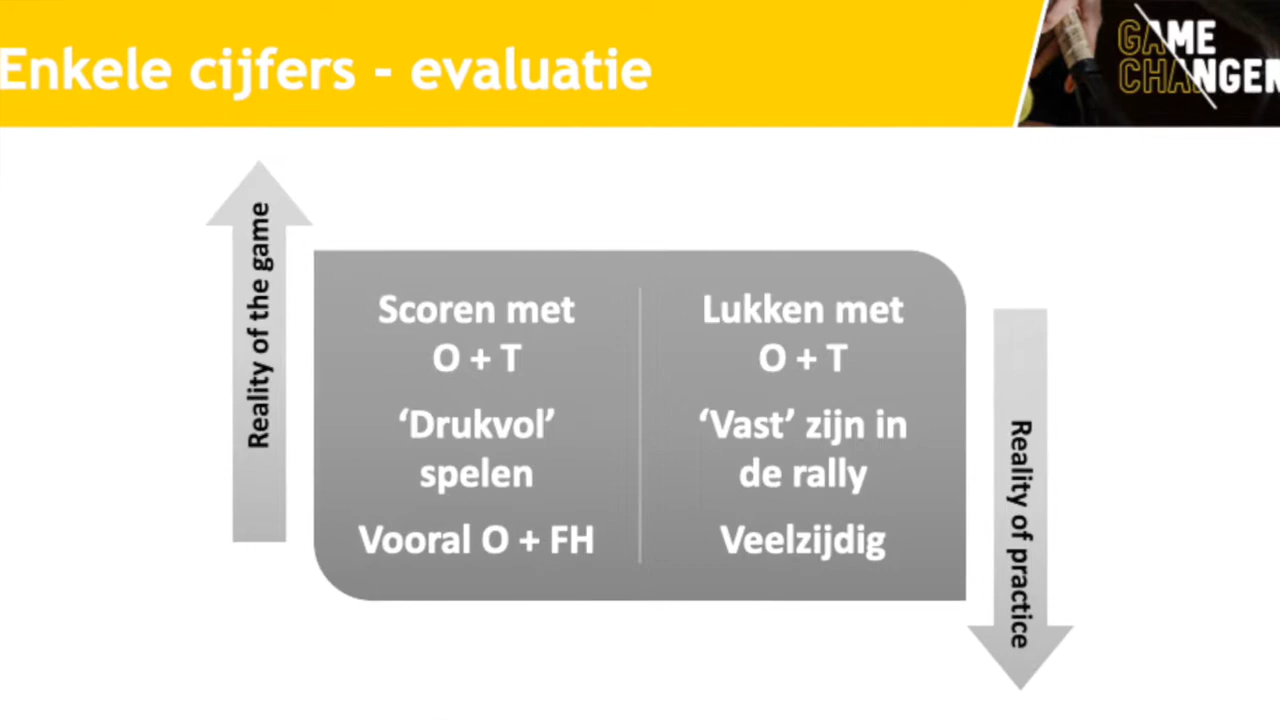 Enkele cijfers - evaluatie
GAME
CHANGER
Reality of the game
Scoren met
O + T
‘Drukvol’
spelen
Vooral O + FH
Lukken met
O + T
‘Vast’ zijn in
de rally
Veelzijdig
Reality of practice